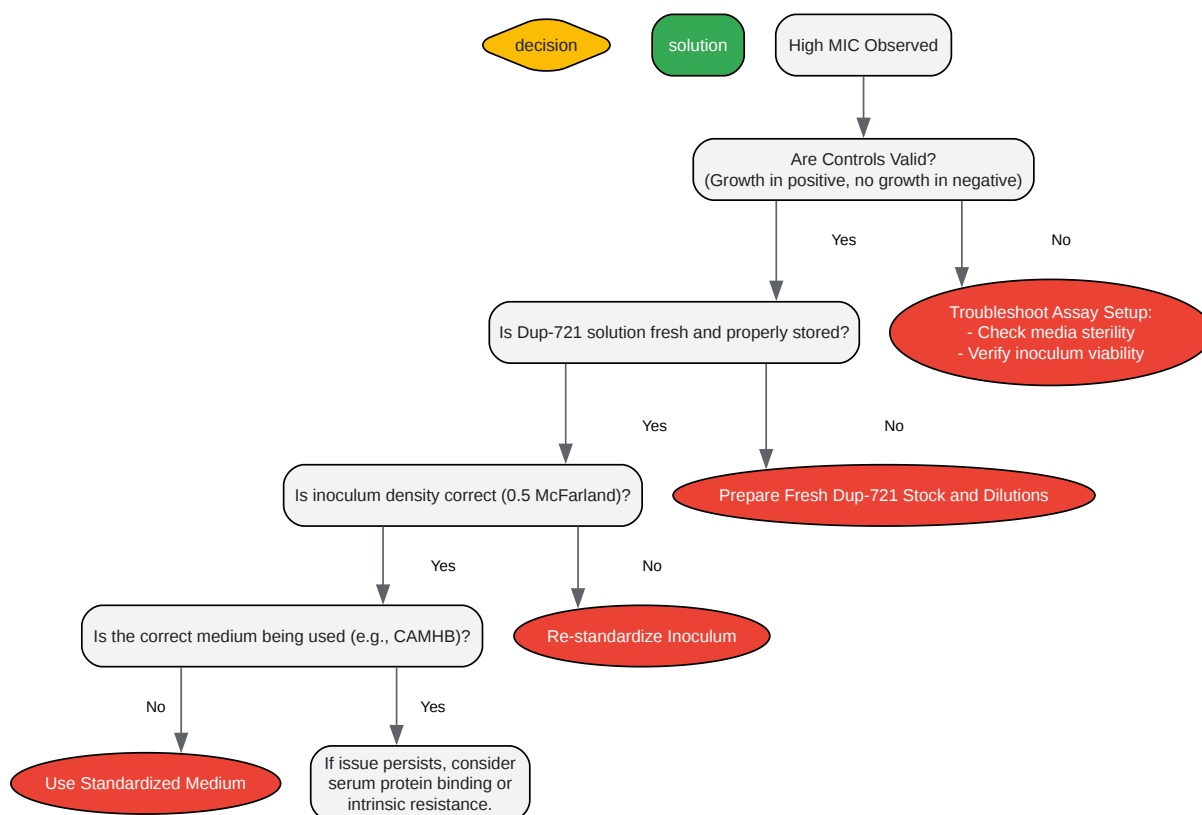 decision
solution
High MIC Observed
Are Controls Valid?
(Growth in positive, no growth in negative)
Yes
No
Troubleshoot Assay Setup:
- Check media sterility
- Verify inoculum viability
Is Dup-721 solution fresh and properly stored?
Yes
No
Is inoculum density correct (0.5 McFarland)?
Prepare Fresh Dup-721 Stock and Dilutions
Yes
No
Is the correct medium being used (e.g., CAMHB)?
Re-standardize Inoculum
No
Yes
Use Standardized Medium
If issue persists, consider
serum protein binding or
intrinsic resistance.